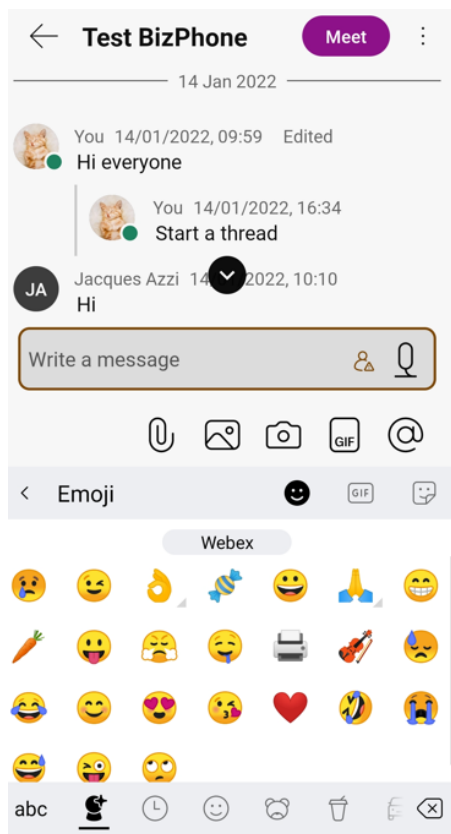 Test BizPhone Meet
14 Jan 2022
You 14/01/2022, 09:59 Edited
Hi everyone
You 14/01/2022, 16:34
Start a thread
JA
Jacques Azzi 14 2022, 10:10
Hi
Write a message
GIF
Emoji GIF
Webex
abc